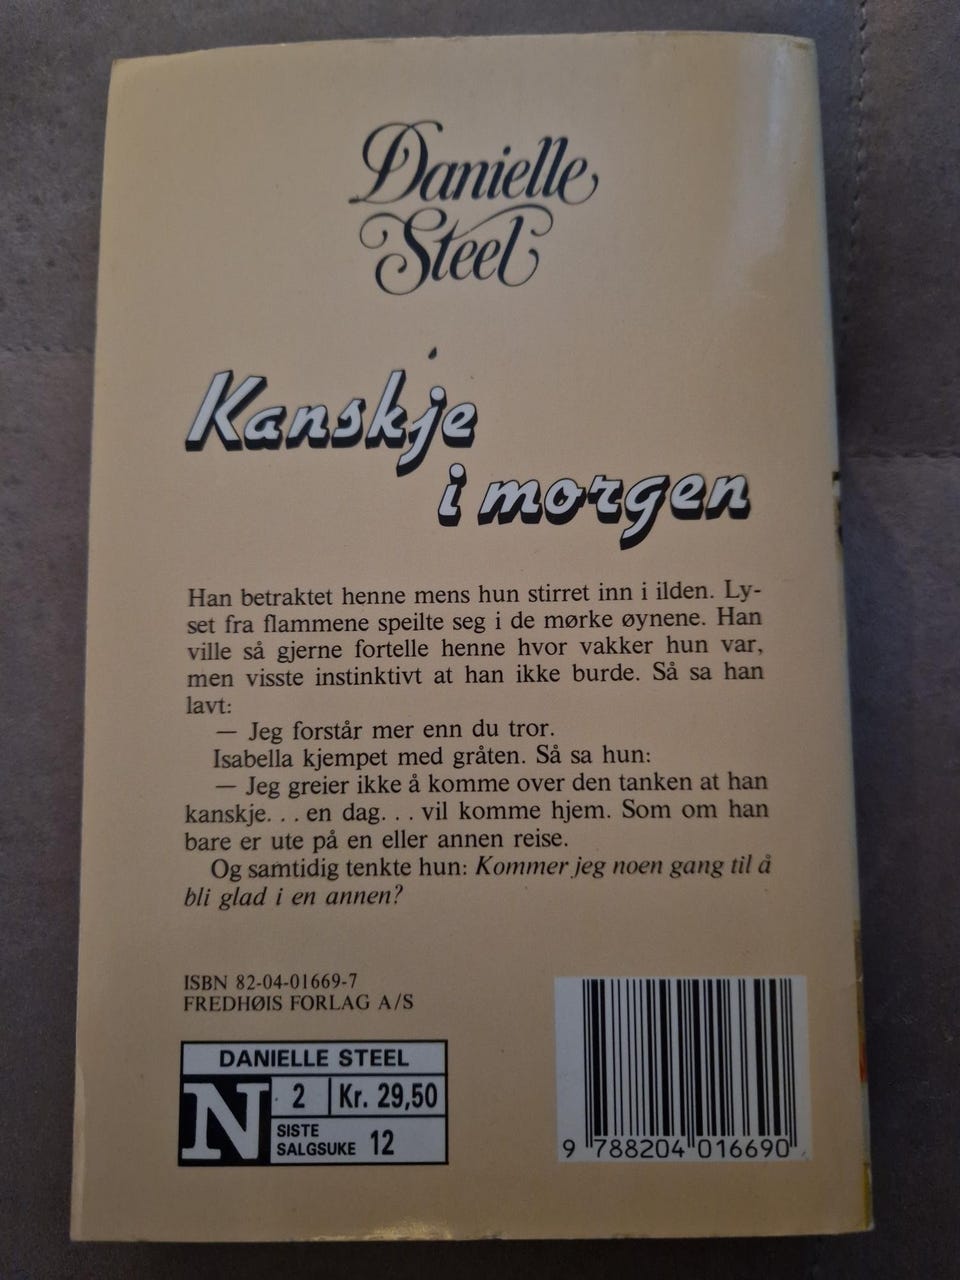 Danielle
Steel
Kanskje
i morgen
Han betraktet henne mens hun stirret inn i ilden. Ly-
set fra flammene speilte seg i de mørke øynene. Han
ville så gjerne fortelle henne hvor vakker hun var,
men visste instinktivt at han ikke burde. Så sa han
lavt:
— Jeg forstår mer enn du tror.
Isabella kjempet med gråten. Så sa hun:
— Jeg greier ikke å komme over den tanken at han
kanskje. . . en dag. . . vil komme hjem. Som om han
bare er ute på en eller annen reise.
Og samtidig tenkte hun: Kommer jeg noen gang til å
bli glad i en annen?
ISBN 82-04-01669-7
FREDHØIS FORLAG A/S
DANIELLE STEEL
N 2 Kr. 29,50
SISTE
SALGSUKE 12
9 788204 016690